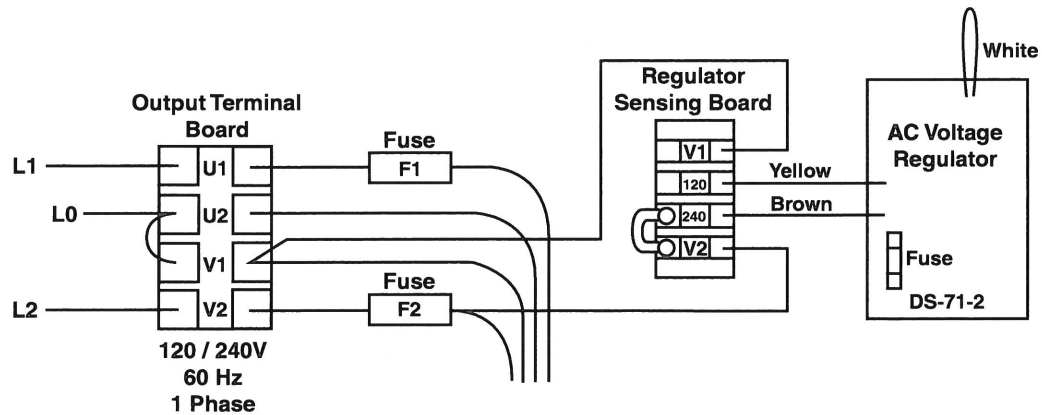 White
Regulator
Sensing Board
Output Terminal
Board
AC Voltage
Regulator
Fuse
F1
L1
U1
V1
Yellow
120
L0
U2
Brown
240
V1
V2
Fuse
Fuse
L2
V2
F2
DS-71-2
120 / 240V
60 Hz
1 Phase